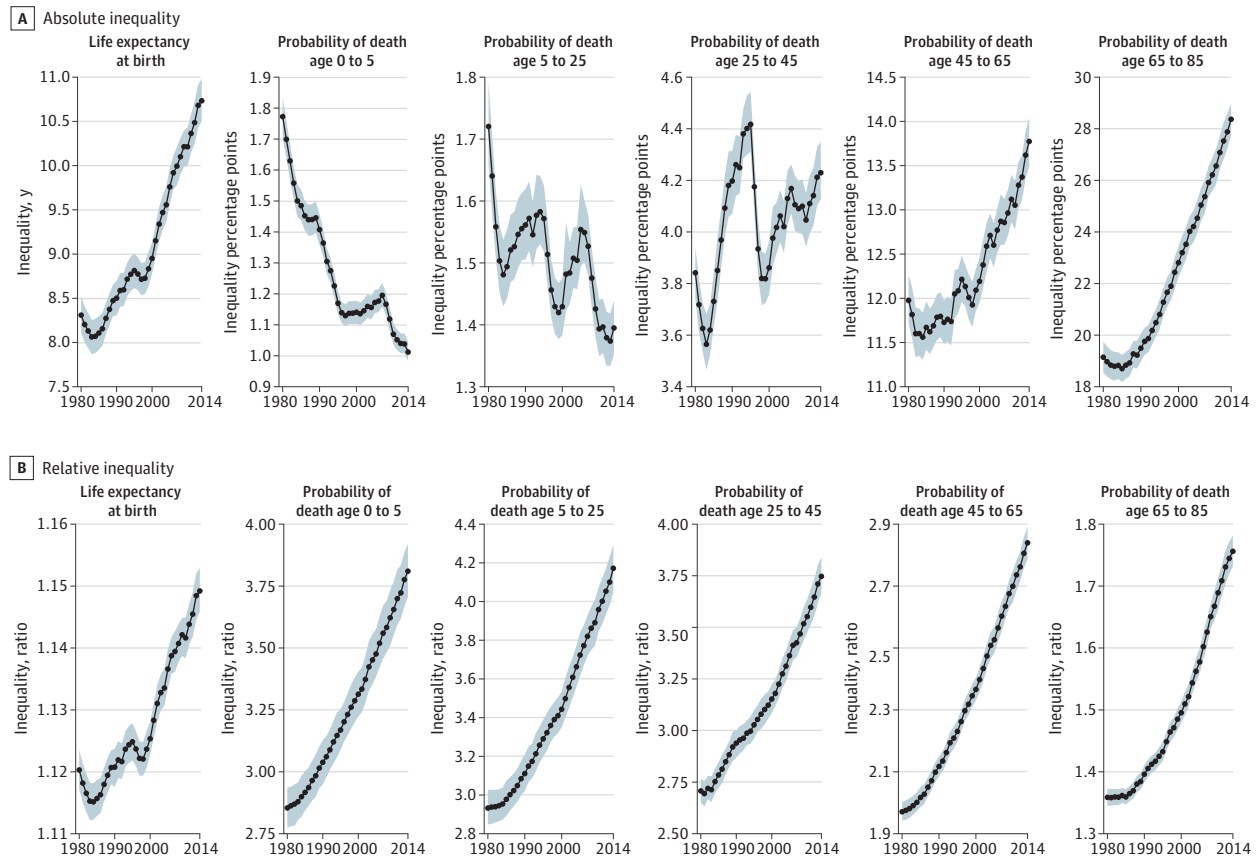 A Absolute inequality
Life expectancy
at birth
11.0
10.5
10.0
9.5
9.0
8.5
8.0
7.5
Inequality, y
1980 1990 2000 2014
Probability of death
age 0 to 5
1.9
1.8
1.7
1.6
1.5
1.4
1.3
1.2
1.1
1.0
0.9
Inequality percentage points
1980 1990 2000 2014
Probability of death
age 5 to 25
1.8
1.7
1.6
1.5
1.4
1.3
Inequality percentage points
1980 1990 2000 2014
Probability of death
age 25 to 45
4.6
4.4
4.2
4.0
3.8
3.6
3.4
Inequality percentage points
1980 1990 2000 2014
Probability of death
age 45 to 65
14.5
14.0
13.5
13.0
12.5
12.0
11.5
11.0
Inequality percentage points
1980 1990 2000 2014
Probability of death
age 65 to 85
30
28
26
24
22
20
18
Inequality percentage points
1980 1990 2000 2014
B Relative inequality
Life expectancy
at birth
1.16
1.15
1.14
1.13
1.12
1.11
Inequality, ratio
1980 1990 2000 2014
Probability of
death age 0 to 5
4.00
3.75
3.50
3.25
3.00
2.75
Inequality, ratio
1980 1990 2000 2014
Probability of
death age 5 to 25
4.4
4.2
4.0
3.8
3.6
3.4
3.2
3.0
2.8
Inequality, ratio
1980 1990 2000 2014
Probability of
death age 25 to 45
4.00
3.75
3.50
3.25
3.00
2.75
2.50
Inequality, ratio
1980 1990 2000 2014
Probability of
death age 45 to 65
2.9
2.7
2.5
2.3
2.1
1.9
Inequality, ratio
1980 1990 2000 2014
Probability of death
age 65 to 85
1.8
1.7
1.6
1.5
1.4
1.3
Inequality, ratio
1980 1990 2000 2014